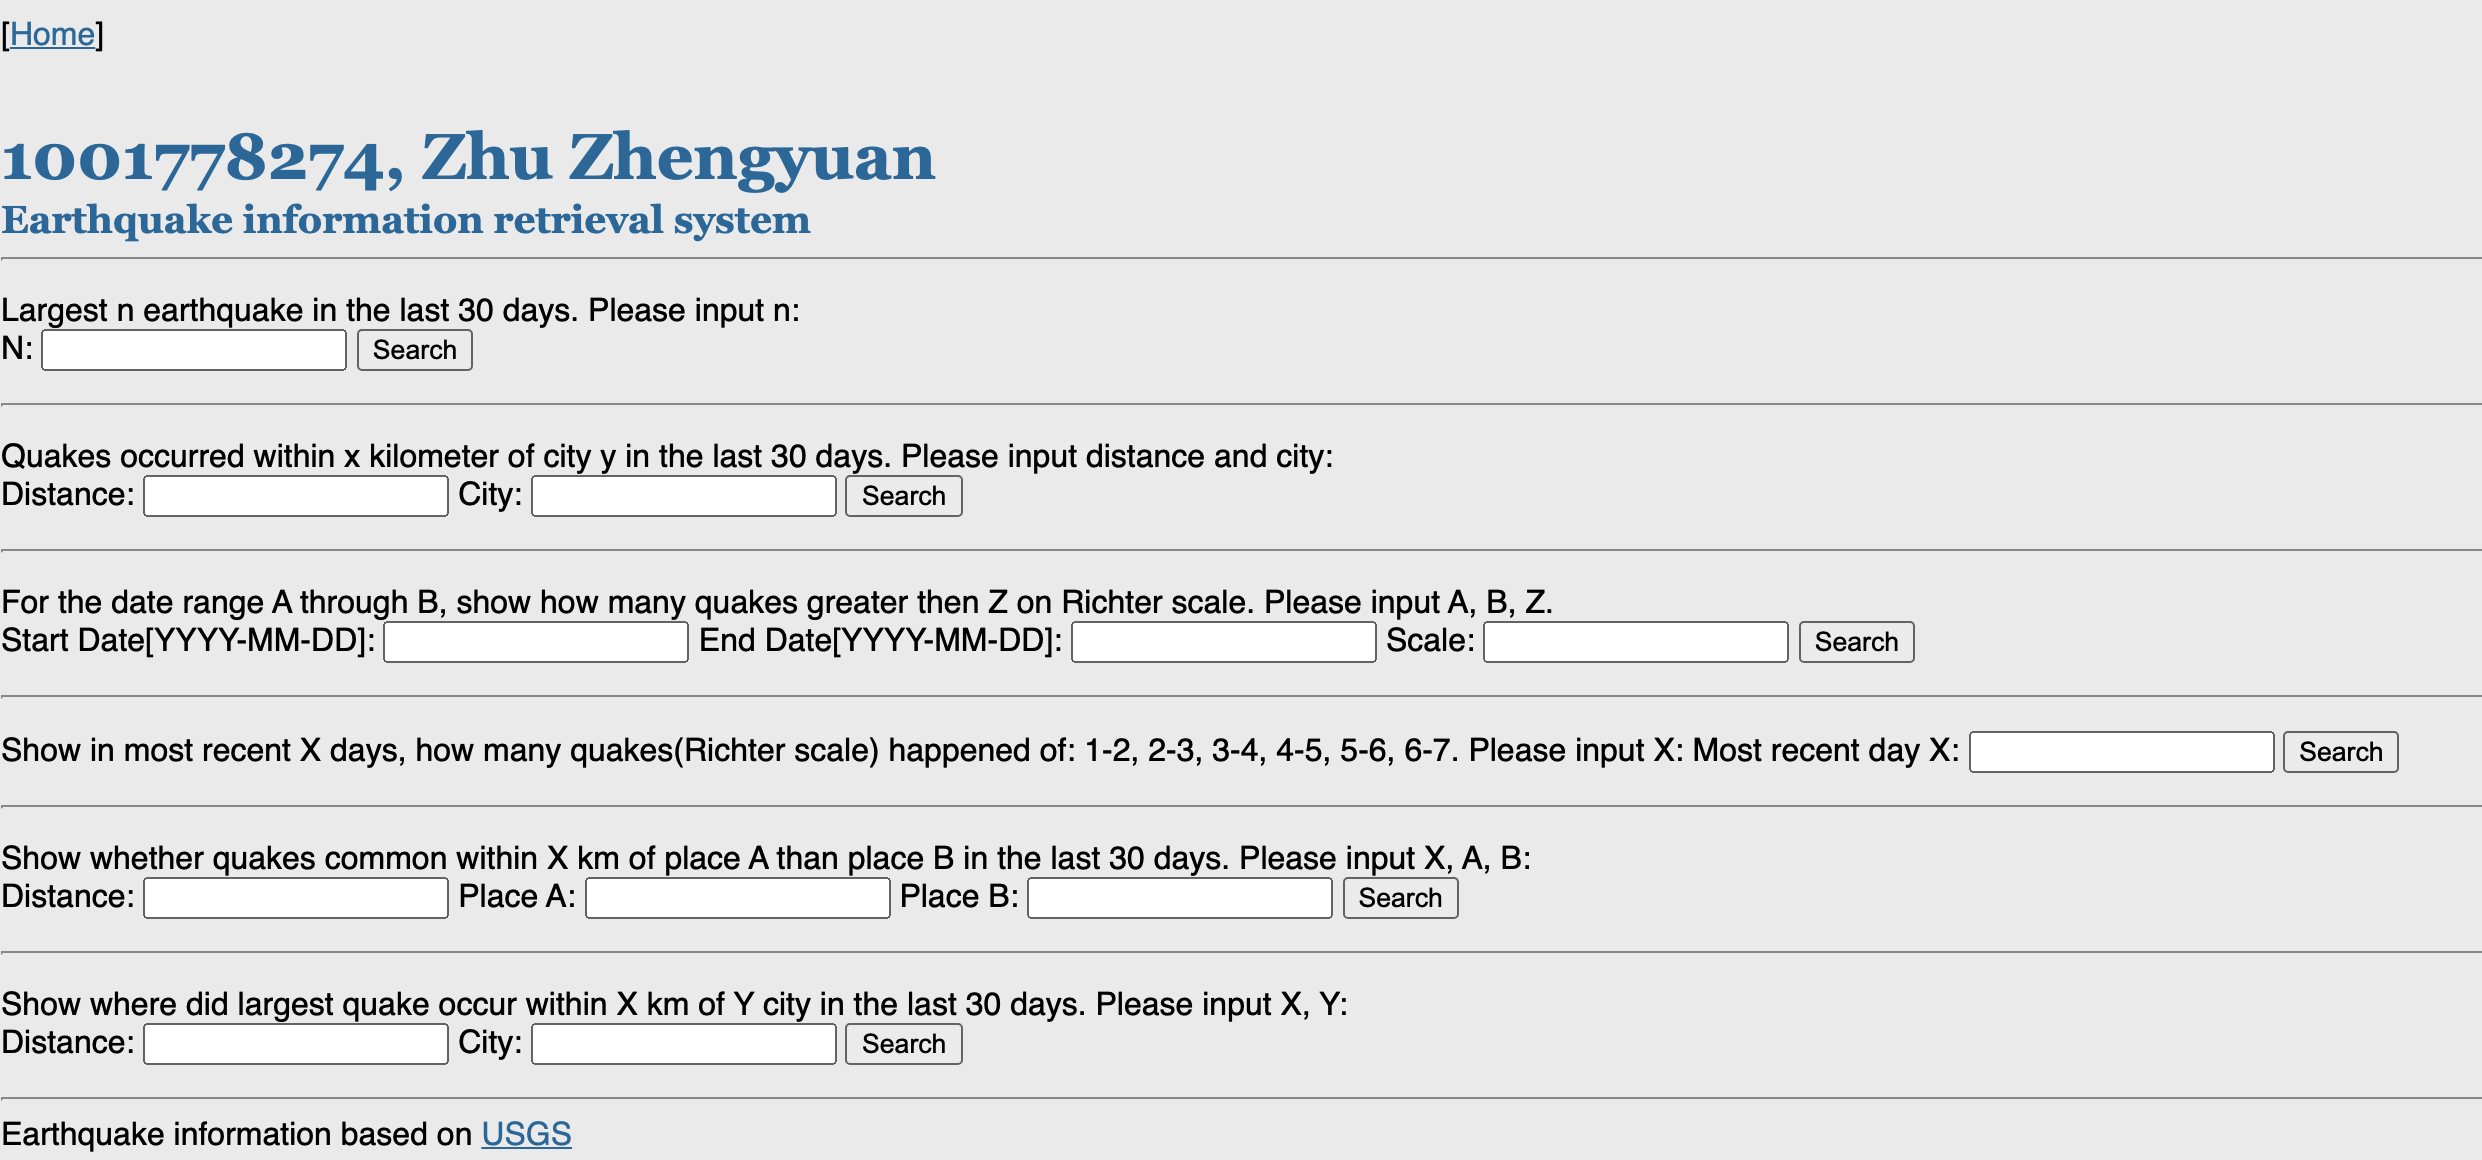 [Home]
1001778274, Zhu Zhengyuan
Earthquake information retrieval system
Largest n earthquake in the last 30 days. Please input n:
N: Search
Quakes occurred within x kilometer of city y in the last 30 days. Please input distance and city:
Distance: City: Search
For the date range A through B, show how many quakes greater then Z on Richter scale. Please input A, B, Z.
Start Date[YYYY-MM-DD]: End Date[YYYY-MM-DD]: Scale: Search
Show in most recent X days, how many quakes(Richter scale) happened of: 1-2, 2-3, 3-4, 4-5, 5-6, 6-7. Please input X: Most recent day X: Search
Show whether quakes common within X km of place A than place B in the last 30 days. Please input X, A, B:
Distance: Place A: Place B: Search
Show where did largest quake occur within X km of Y city in the last 30 days. Please input X, Y:
Distance: City: Search
Earthquake information based on USGS